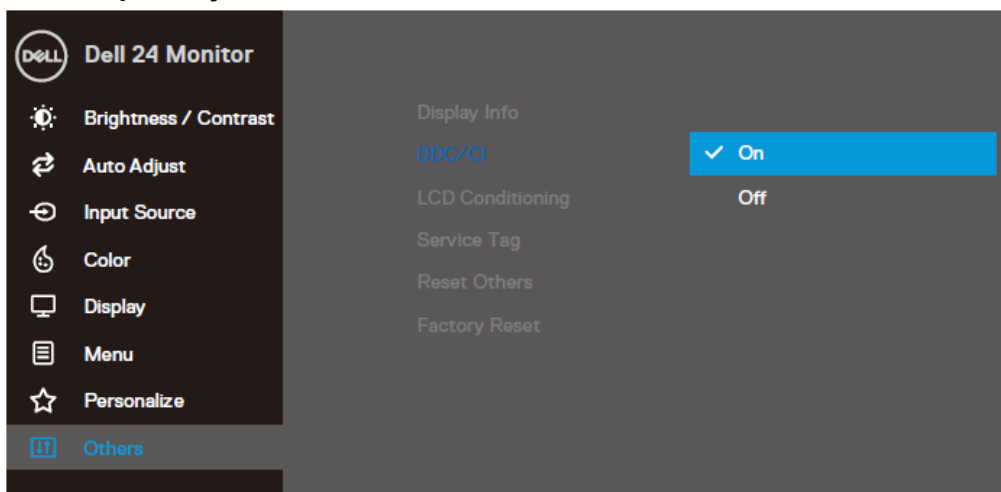 DELL
Dell 24 Monitor
Brightness / Contrast
Auto Adjust
Input Source
Color
Display
Menu
Personalize
Others
Display Info
DDC/CI
LCD Conditioning
Service Tag
Reset Others
Factory Reset
On
Off